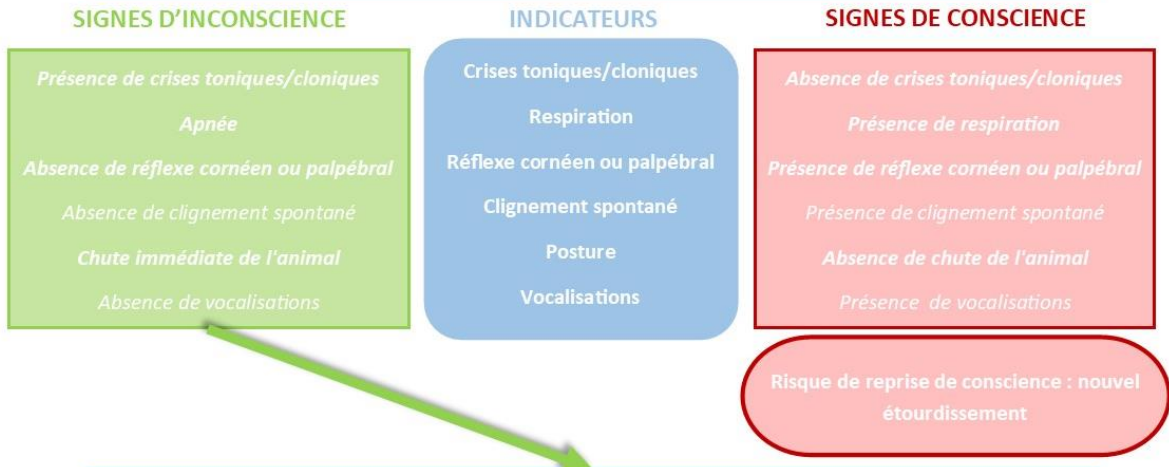 SIGNES D'INCONSCIENCE
Présence de crises toniques/cloniques
Apnée
Absence de réflexe cornéen ou palpébral
Absence de clignement spontané
Chute immédiate de l'animal
Absence de vocalisations
INDICATEURS
Crises toniques/cloniques
Respiration
Réflexe cornéen ou palpébral
Clignement spontané
Posture
Vocalisations
SIGNES DE CONSCIENCE
Absence de crises toniques/cloniques
Présence de respiration
Présence de réflexe cornéen ou palpébral
Présence de clignement spontané
Absence de chute de l'animal
Présence de vocalisations
Risque de reprise de conscience : nouvel
étourdissement